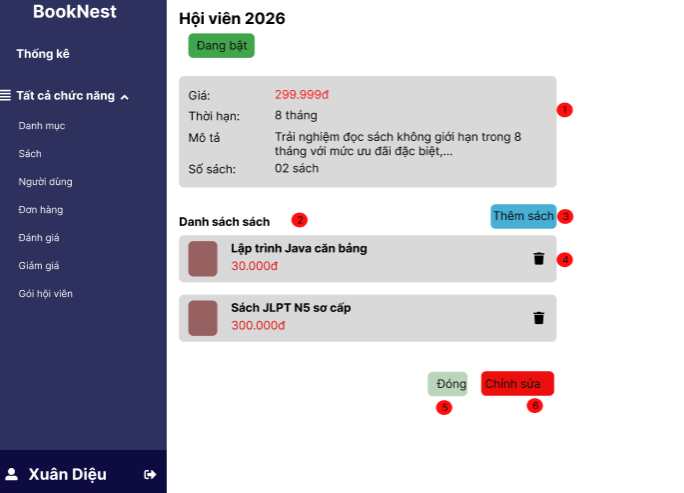 BookNest
Thống kê
Tất cả chức năng
Danh mục
Sách
Người dùng
Đơn hàng
Đánh giá
Giảm giá
Gói hội viên
Xuân Diệu
Hội viên 2026
Đang bật
Giá: 299.999đ
Thời hạn: 8 tháng
1
Mô tả Trải nghiệm đọc sách không giới hạn trong 8
tháng với mức ưu đãi đặc biệt,...
Số sách: 02 sách
Danh sách sách 2
Thêm sách 3
Lập trình Java căn bảng
30.000đ
4
Sách JLPT N5 sơ cấp
300.000đ
Đóng Chỉnh sửa
5 6